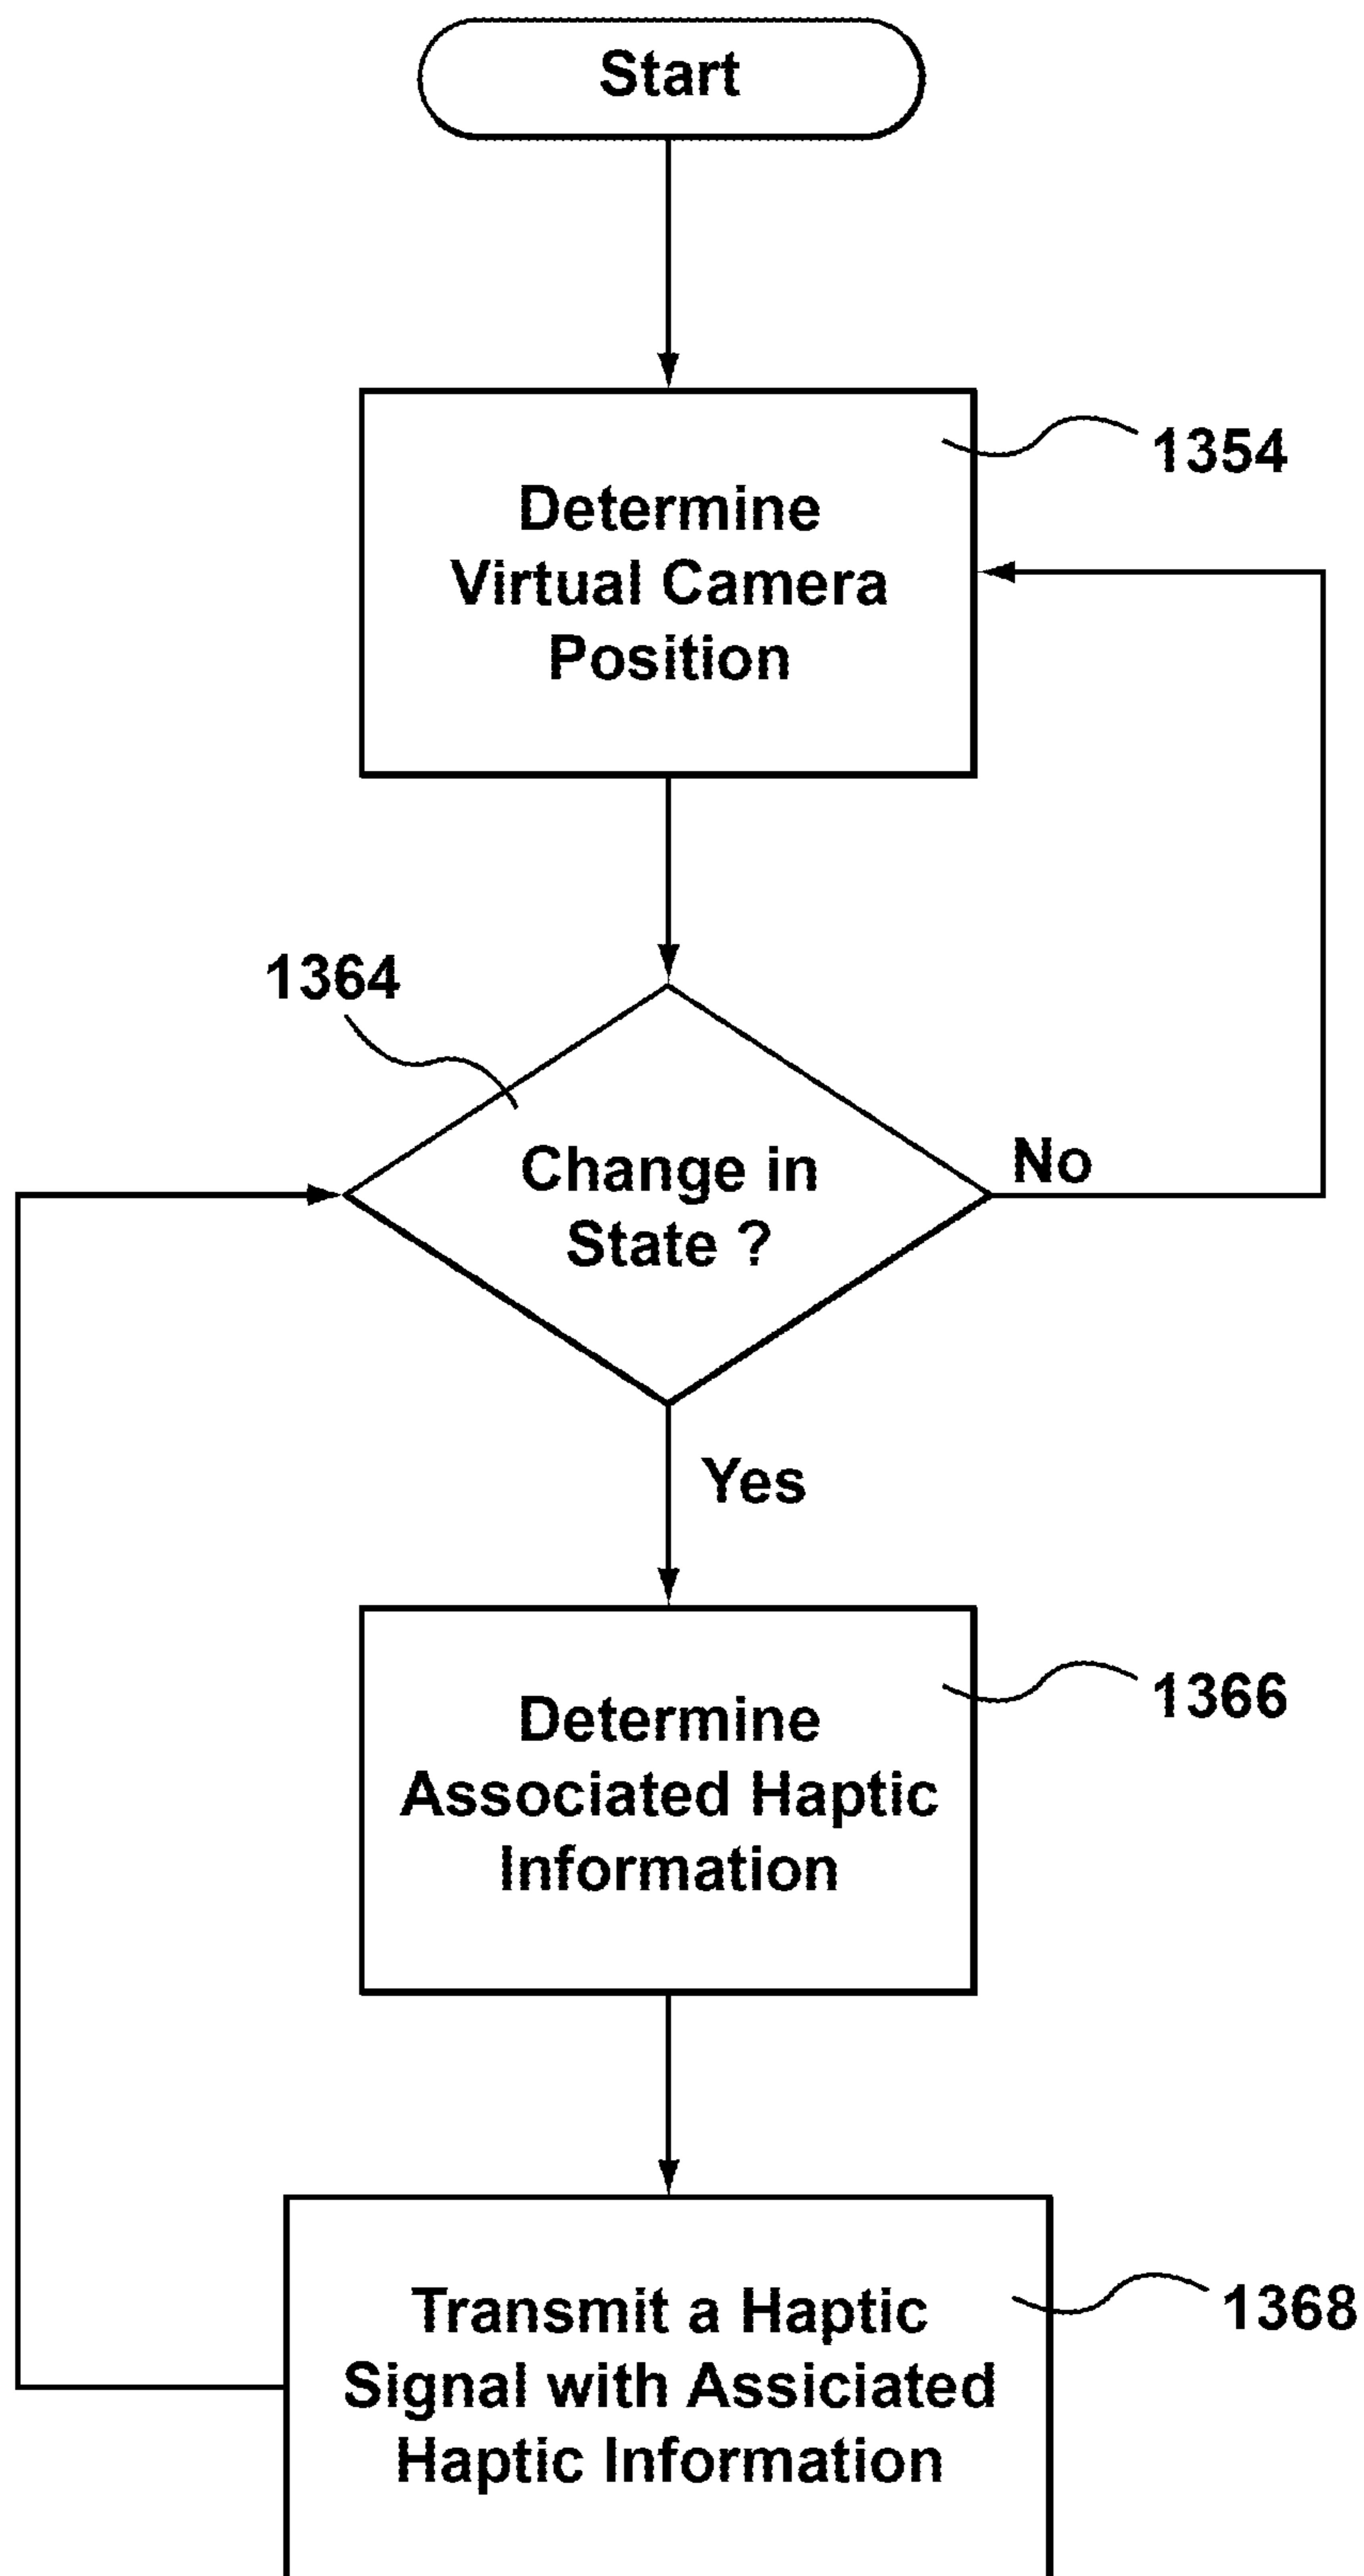 Start
Determine
Virtual Camera
Position
1354
1364
Change in
State ?
No
Yes
Determine
Associated Haptic
Information
1366
Transmit a Haptic
Signal with Assiciated
Haptic Information
1368